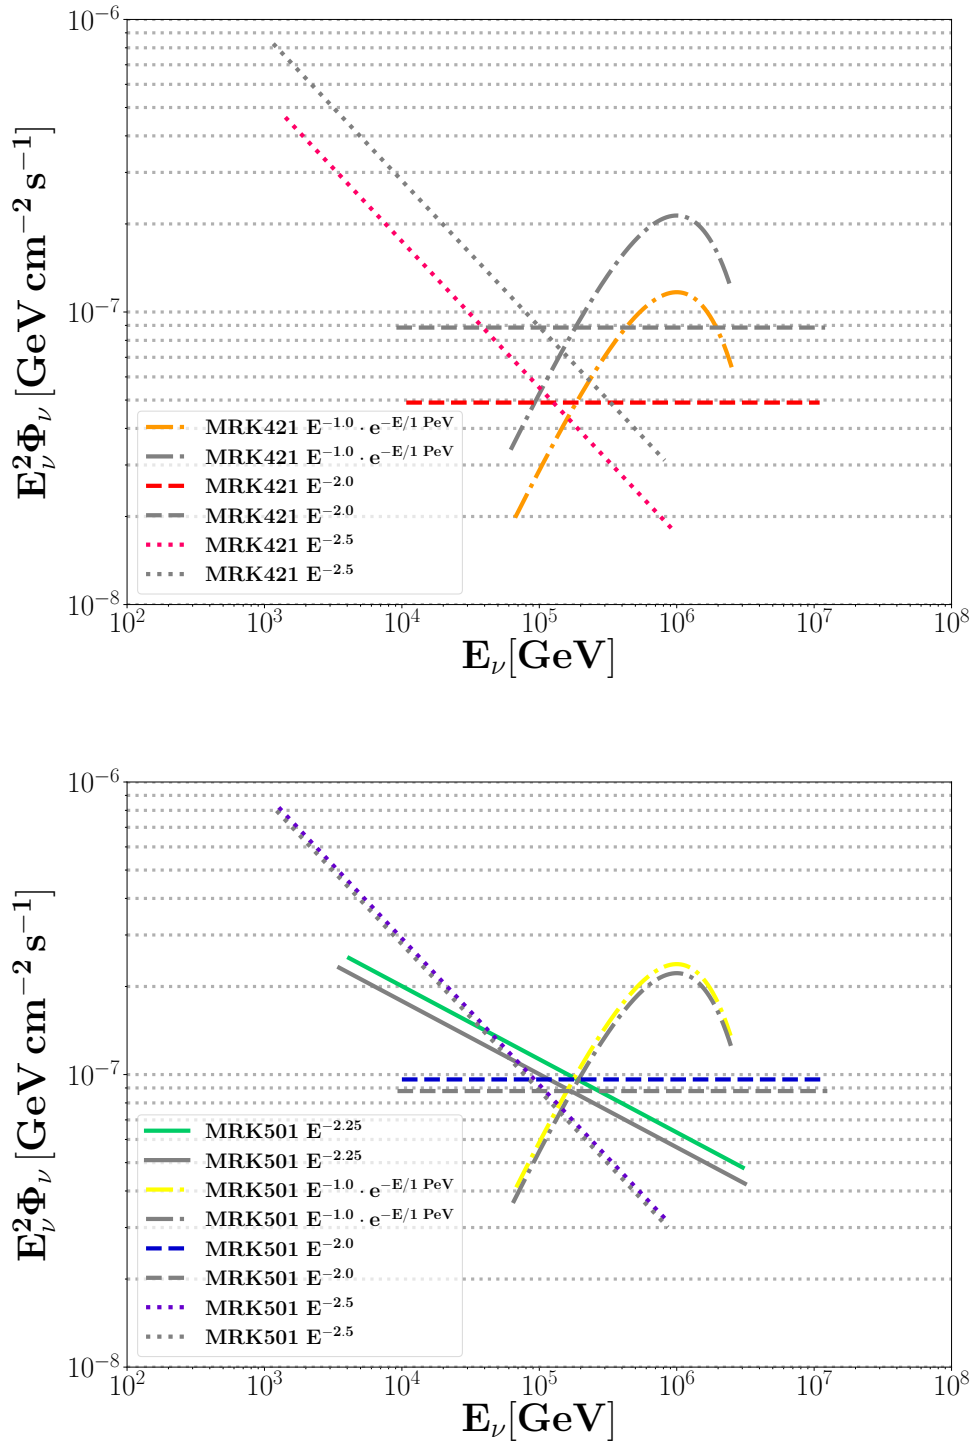 10⁻⁶
10⁻⁷
10⁻⁸
E²νΦν [GeV cm⁻² s⁻¹]
MRK421 E⁻¹·⁰ · e⁻ᴱ/¹ ᴾᵉⱽ
MRK421 E⁻¹·⁰ · e⁻ᴱ/¹ ᴾᵉⱽ
MRK421 E⁻²·⁰
MRK421 E⁻²·⁰
MRK421 E⁻²·⁵
MRK421 E⁻²·⁵
10² 10³ 10⁴ 10⁵ 10⁶ 10⁷ 10⁸
Eν[GeV]
10⁻⁶
10⁻⁷
10⁻⁸
E²νΦν [GeV cm⁻² s⁻¹]
MRK501 E⁻²·²⁵
MRK501 E⁻²·²⁵
MRK501 E⁻¹·⁰ · e⁻ᴱ/¹ ᴾᵉⱽ
MRK501 E⁻¹·⁰ · e⁻ᴱ/¹ ᴾᵉⱽ
MRK501 E⁻²·⁰
MRK501 E⁻²·⁰
MRK501 E⁻²·⁵
MRK501 E⁻²·⁵
10² 10³ 10⁴ 10⁵ 10⁶ 10⁷ 10⁸
Eν[GeV]